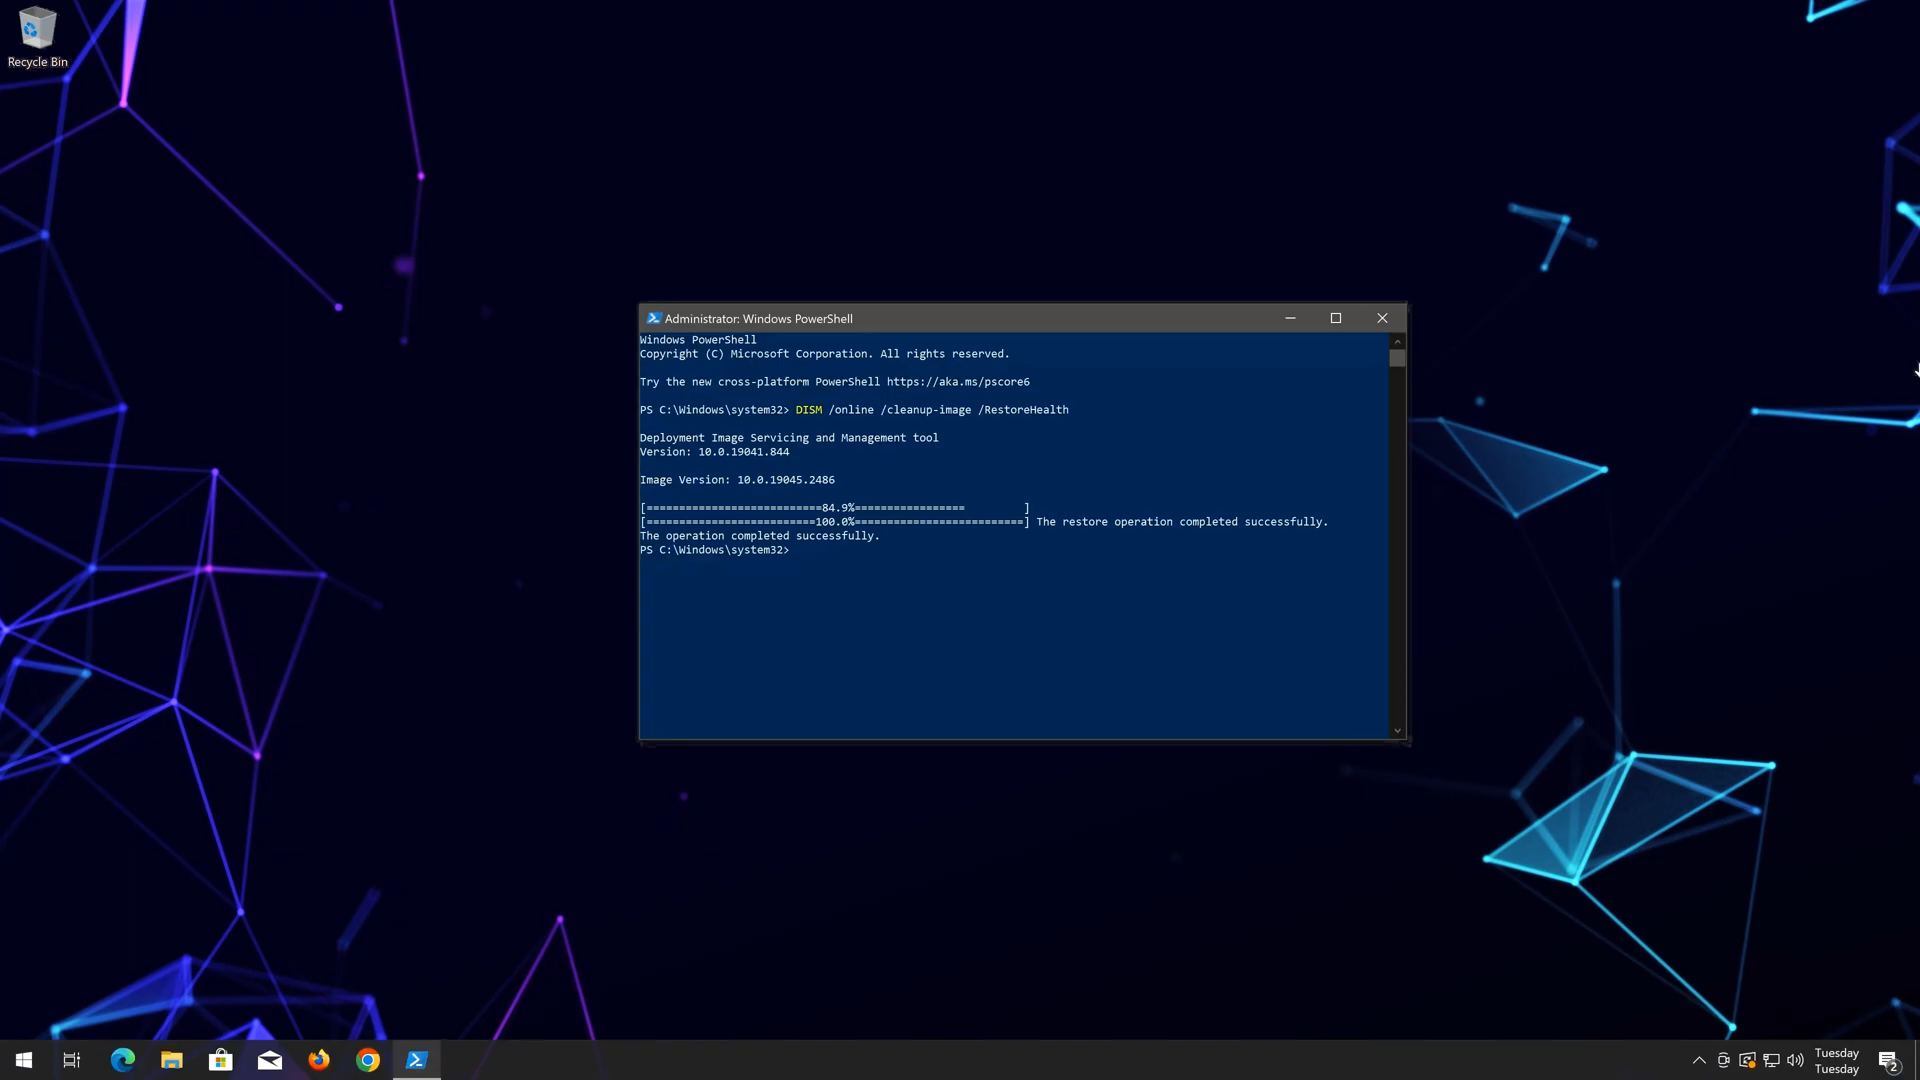 Recycle Bin
Administrator: Windows PowerShell
Windows PowerShell
Copyright (C) Microsoft Corporation. All rights reserved.
Try the new cross-platform PowerShell https://aka.ms/pscore6
PS C:\Windows\system32> DISM /online /cleanup-image /RestoreHealth
Deployment Image Servicing and Management tool
Version: 10.0.19041.844
Image Version: 10.0.19045.2486
[===========================84.9%=================          ]
[==========================100.0%==========================] The restore operation completed successfully.
The operation completed successfully.
PS C:\Windows\system32>
Tuesday
Tuesday
2